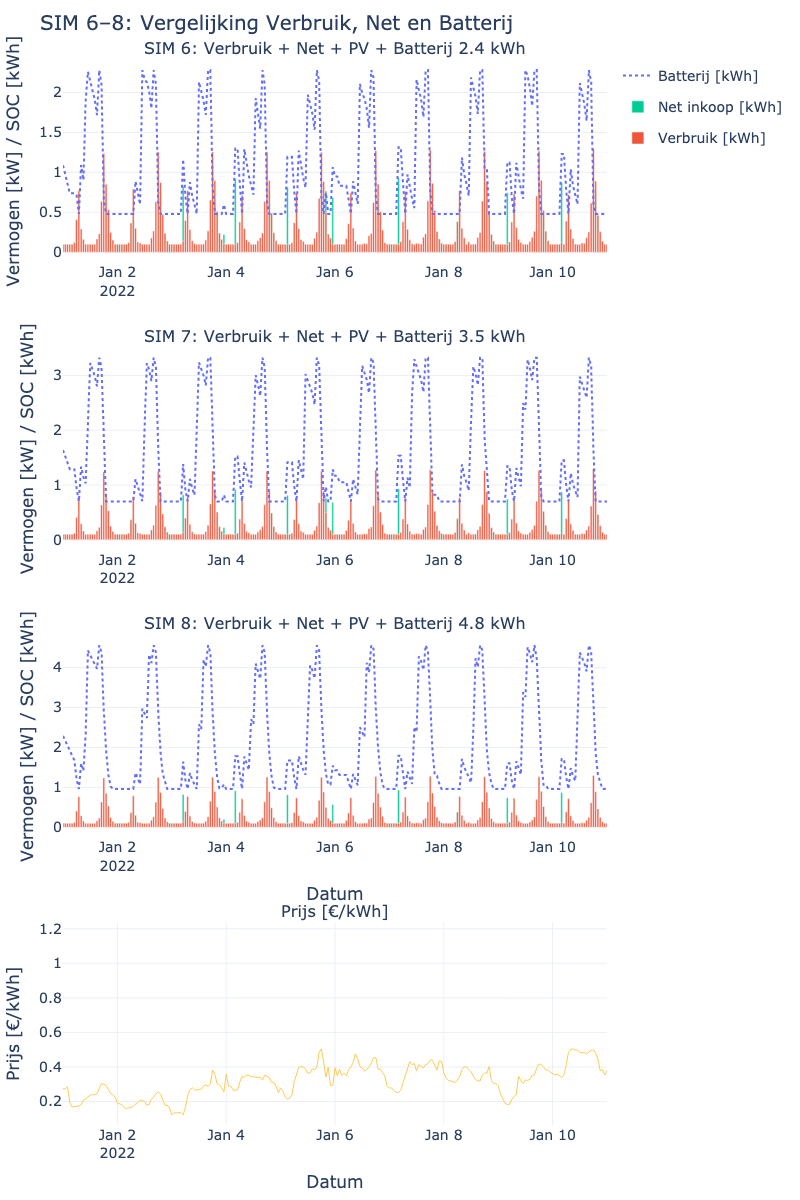 SIM 6–8: Vergelijking Verbruik, Net en Batterij
SIM 6: Verbruik + Net + PV + Batterij 2.4 kWh
Vermogen [kW] / SOC [kWh]
2
1.5
1
0.5
0
Jan 2
2022
Jan 4
Jan 6
Jan 8
Jan 10
Batterij [kWh]
Net inkoop [kWh]
Verbruik [kWh]
SIM 7: Verbruik + Net + PV + Batterij 3.5 kWh
Vermogen [kW] / SOC [kWh]
3
2
1
0
Jan 2
2022
Jan 4
Jan 6
Jan 8
Jan 10
SIM 8: Verbruik + Net + PV + Batterij 4.8 kWh
Vermogen [kW] / SOC [kWh]
4
3
2
1
0
Jan 2
2022
Jan 4
Jan 6
Jan 8
Jan 10
Datum
Prijs [€/kWh]
Prijs [€/kWh]
1.2
1
0.8
0.6
0.4
0.2
Jan 2
2022
Jan 4
Jan 6
Jan 8
Jan 10
Datum